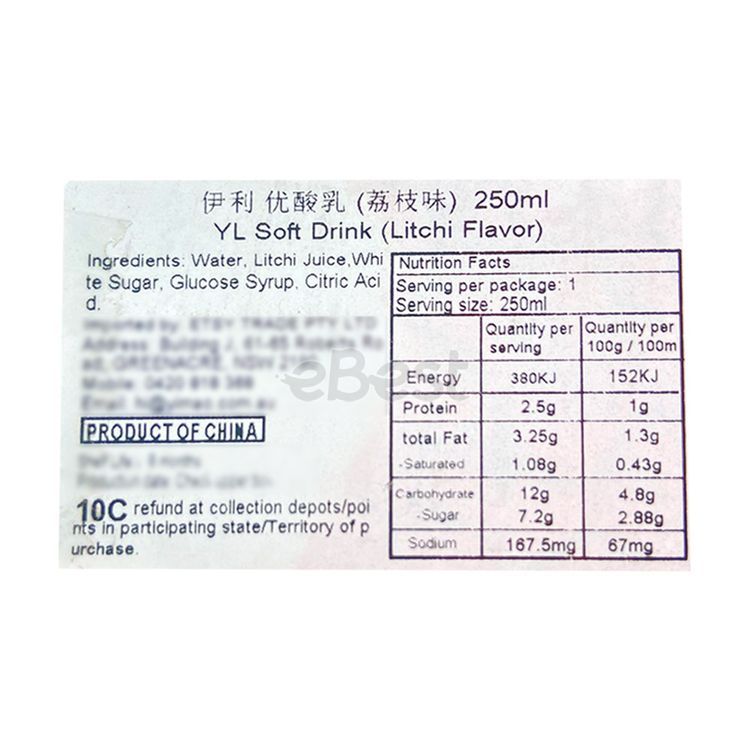 伊利 优酸乳 (荔枝味) 250ml
YL Soft Drink (Litchi Flavor)
Ingredients: Water, Litchi Juice,Whi
te Sugar, Glucose Syrup, Citric Aci
d.
PRODUCT OF CHINA
10C refund at collection depots/poi
nts in participating state/Territory of p
urchase.
Nutrition Facts
Serving per package: 1
Serving size: 250ml
Quantity per serving Quantity per 100g / 100m
Energy 380KJ 152KJ
Protein 2.5g 1g
total Fat 3.25g 1.3g
-Saturated 1.08g 0.43g
Carbohydrate 12g 4.8g
-Sugar 7.2g 2.88g
Sodium 167.5mg 67mg
eBest